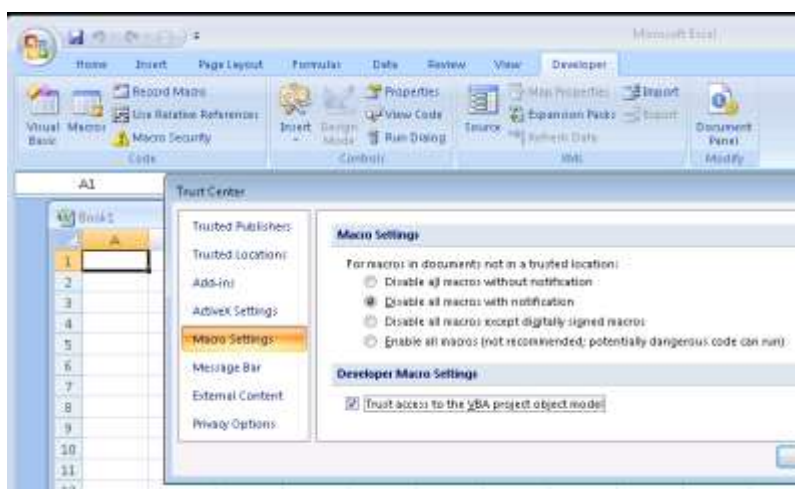 Microsoft Excel
Home Insert Page Layout Formulas Data Review View Developer
Visual Basic
Macros
Record Macro
Use Relative References
Macro Security
Code
Insert
Design Mode
Properties
View Code
Run Dialog
Controls
Source
Map Properties
Expansion Packs
Refresh Data
Import
Export
XML
Document Panel
Modify
A1
Trust Center
Book1
A
1
2
3
4
5
6
7
8
9
10
11
Trusted Publishers
Trusted Locations
Add-ins
ActiveX Settings
Macro Settings
Message Bar
External Content
Privacy Options
Macro Settings
For macros in documents not in a trusted location:
Disable all macros without notification
Disable all macros with notification
Disable all macros except digitally signed macros
Enable all macros (not recommended; potentially dangerous code can run)
Developer Macro Settings
Trust access to the VBA project object model